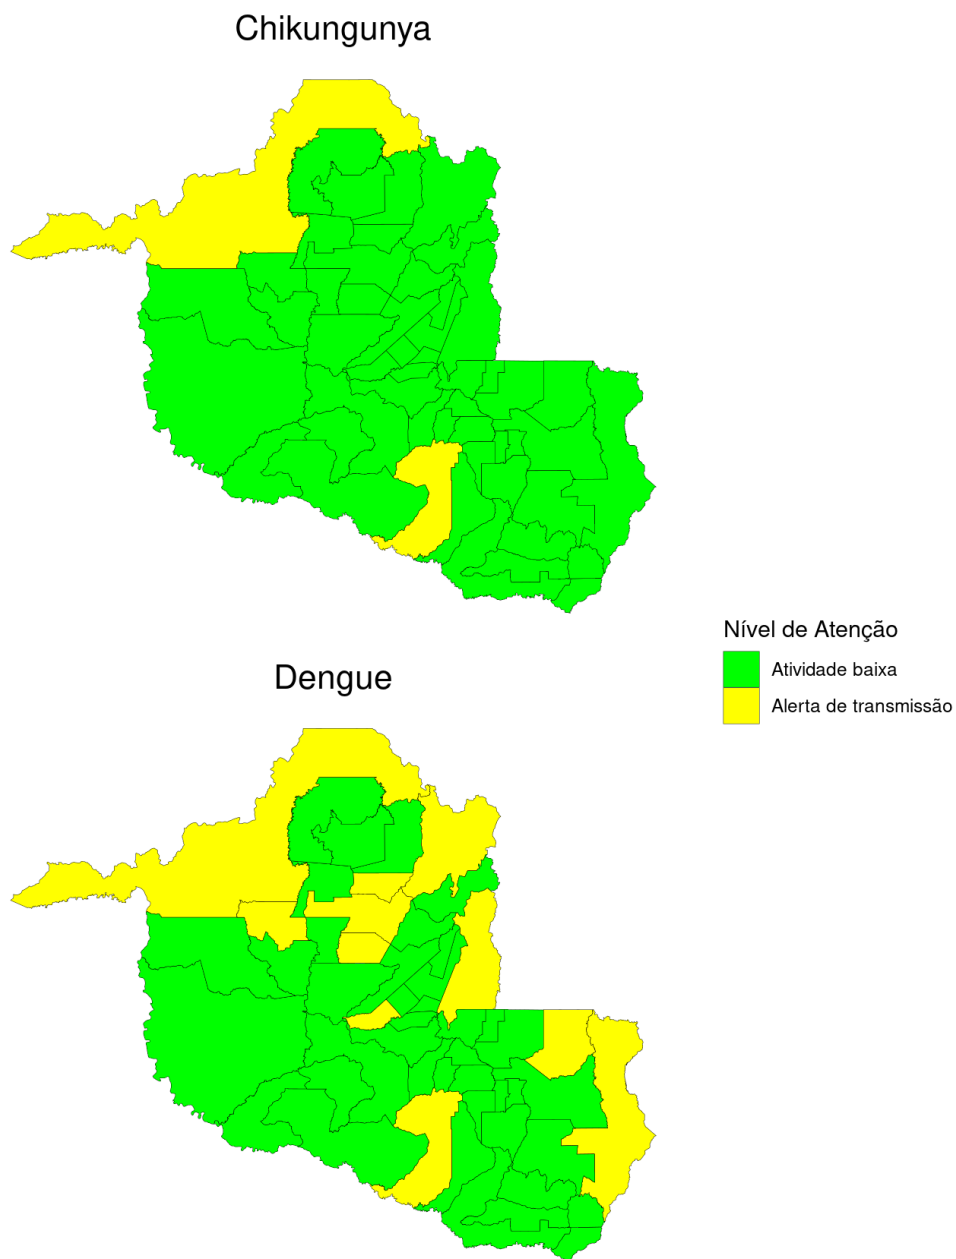 Chikungunya
Nível de Atenção
Atividade baixa
Alerta de transmissão
Dengue